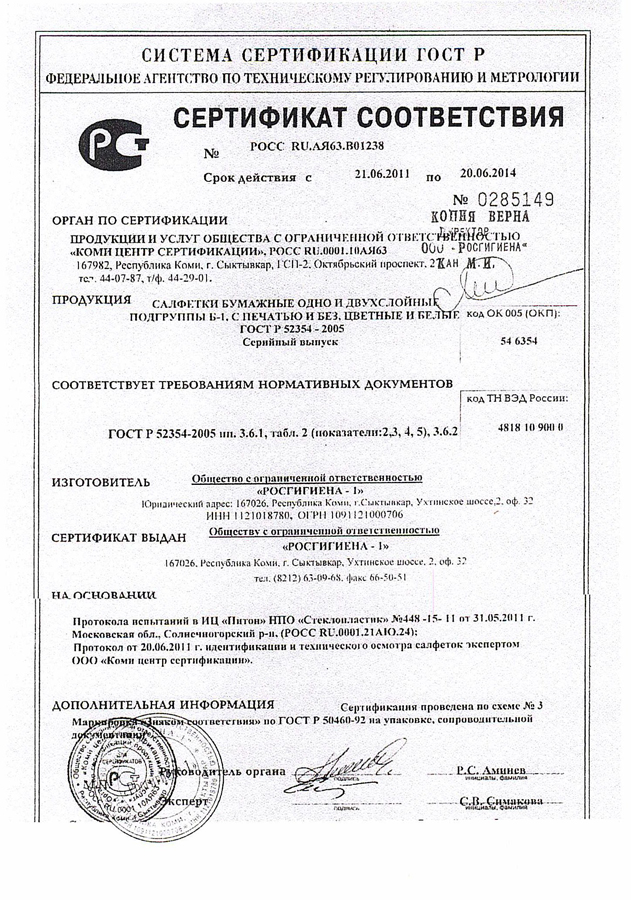 СИСТЕМА СЕРТИФИКАЦИИ ГОСТ Р
ФЕДЕРАЛЬНОЕ АГЕНТСТВО ПО ТЕХНИЧЕСКОМУ РЕГУЛИРОВАНИЮ И МЕТРОЛОГИИ
СЕРТИФИКАТ СООТВЕТСТВИЯ
№ РОСС RU.АЯ63.В01238
Срок действия с 21.06.2011 по 20.06.2014
№ 0285149
КОПИЯ ВЕРНА
ДИРЕКТОР
ООО "РОСГИГИЕНА"
КАН М.И.
ОРГАН ПО СЕРТИФИКАЦИИ
ПРОДУКЦИИ И УСЛУГ ОБЩЕСТВА С ОГРАНИЧЕННОЙ ОТВЕТСТВЕННОСТЬЮ
«КОМИ ЦЕНТР СЕРТИФИКАЦИИ», РОСС RU.0001.10АЯ63
167982, Республика Коми, г. Сыктывкар, ГСП-2, Октябрьский проспект, 27
тел. 44-07-87, т/ф. 44-29-01.
ПРОДУКЦИЯ
САЛФЕТКИ БУМАЖНЫЕ ОДНО И ДВУХСЛОЙНЫЕ
ПОДГРУППЫ Б-1, С ПЕЧАТЬЮ И БЕЗ, ЦВЕТНЫЕ И БЕЛЫЕ
ГОСТ Р 52354 - 2005
Серийный выпуск
код ОК 005 (ОКП):
54 6354
СООТВЕТСТВУЕТ ТРЕБОВАНИЯМ НОРМАТИВНЫХ ДОКУМЕНТОВ
ГОСТ Р 52354-2005 пп. 3.6.1, табл. 2 (показатели:2,3, 4, 5), 3.6.2
код ТН ВЭД России:
4818 10 900 0
ИЗГОТОВИТЕЛЬ
Общество с ограниченной ответственностью
«РОСГИГИЕНА - 1»
Юридический адрес: 167026, Республика Коми, г.Сыктывкар, Ухтинское шоссе,2, оф. 32
ИНН 1121018780, ОГРН 1091121000706
СЕРТИФИКАТ ВЫДАН
Обществу с ограниченной ответственностью
«РОСГИГИЕНА - 1»
167026, Республика Коми, г. Сыктывкар, Ухтинское шоссе, 2, оф. 32
тел. (8212) 63-09-68, факс 66-50-51
НА ОСНОВАНИИ
Протокола испытаний в ИЦ «Питон» НПО «Стеклопластик» №448 -15- 11 от 31.05.2011 г.
Московская обл., Солнечногорский р-н, (РОСС RU.0001.21АЮ.24);
Протокол от 20.06.2011 г. идентификации и технического осмотра салфеток экспертом
ООО «Коми центр сертификации».
ДОПОЛНИТЕЛЬНАЯ ИНФОРМАЦИЯ
Сертификация проведена по схеме № 3
Маркировка «Знаком соответствия» по ГОСТ Р 50460-92 на упаковке, сопроводительной
документации
Руководитель органа
подпись
Р.С. Аминев
инициалы, фамилия
Эксперт
подпись
С.В. Симакова
инициалы, фамилия